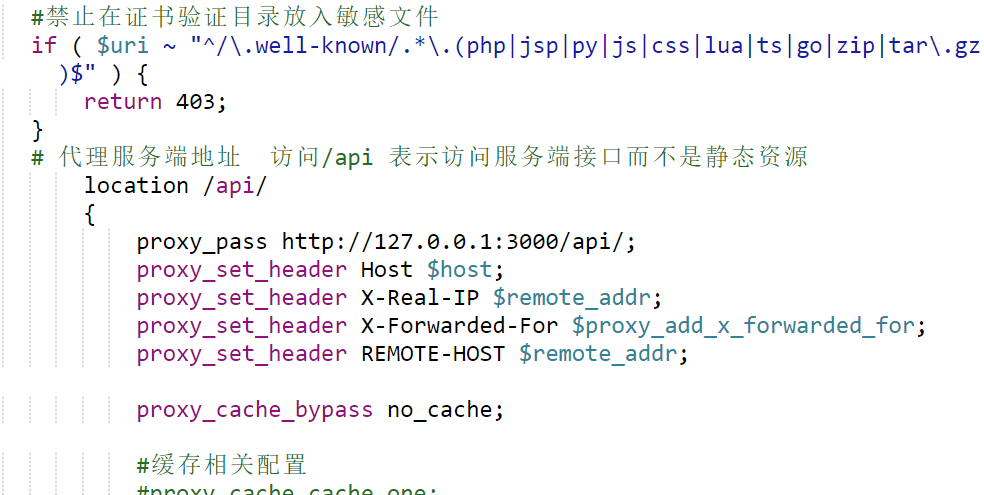 #禁止在证书验证目录放入敏感文件
if ( $uri ~ "^/\.well-known/.*\.(php|jsp|py|js|css|lua|ts|go|zip|tar\.gz
)$" ) {
return 403;
}
# 代理服务端地址  访问/api 表示访问服务端接口而不是静态资源
location /api/
{
proxy_pass http://127.0.0.1:3000/api/;
proxy_set_header Host $host;
proxy_set_header X-Real-IP $remote_addr;
proxy_set_header X-Forwarded-For $proxy_add_x_forwarded_for;
proxy_set_header REMOTE-HOST $remote_addr;
proxy_cache_bypass no_cache;
#缓存相关配置
#proxy_cache cache_one;